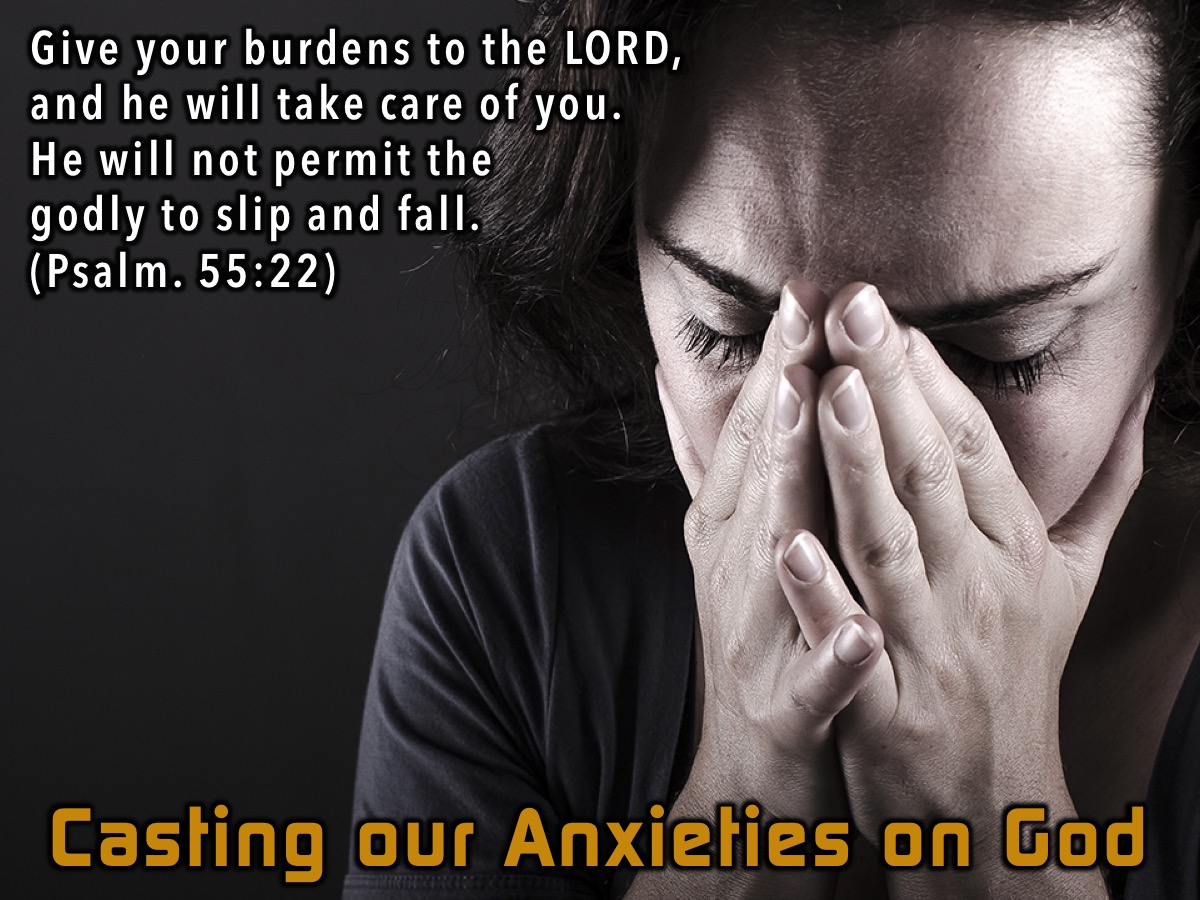 Give your burdens to the LORD,
and he will take care of you.
He will not permit the
godly to slip and fall.
(Psalm. 55:22)
Casting our Anxieties on God